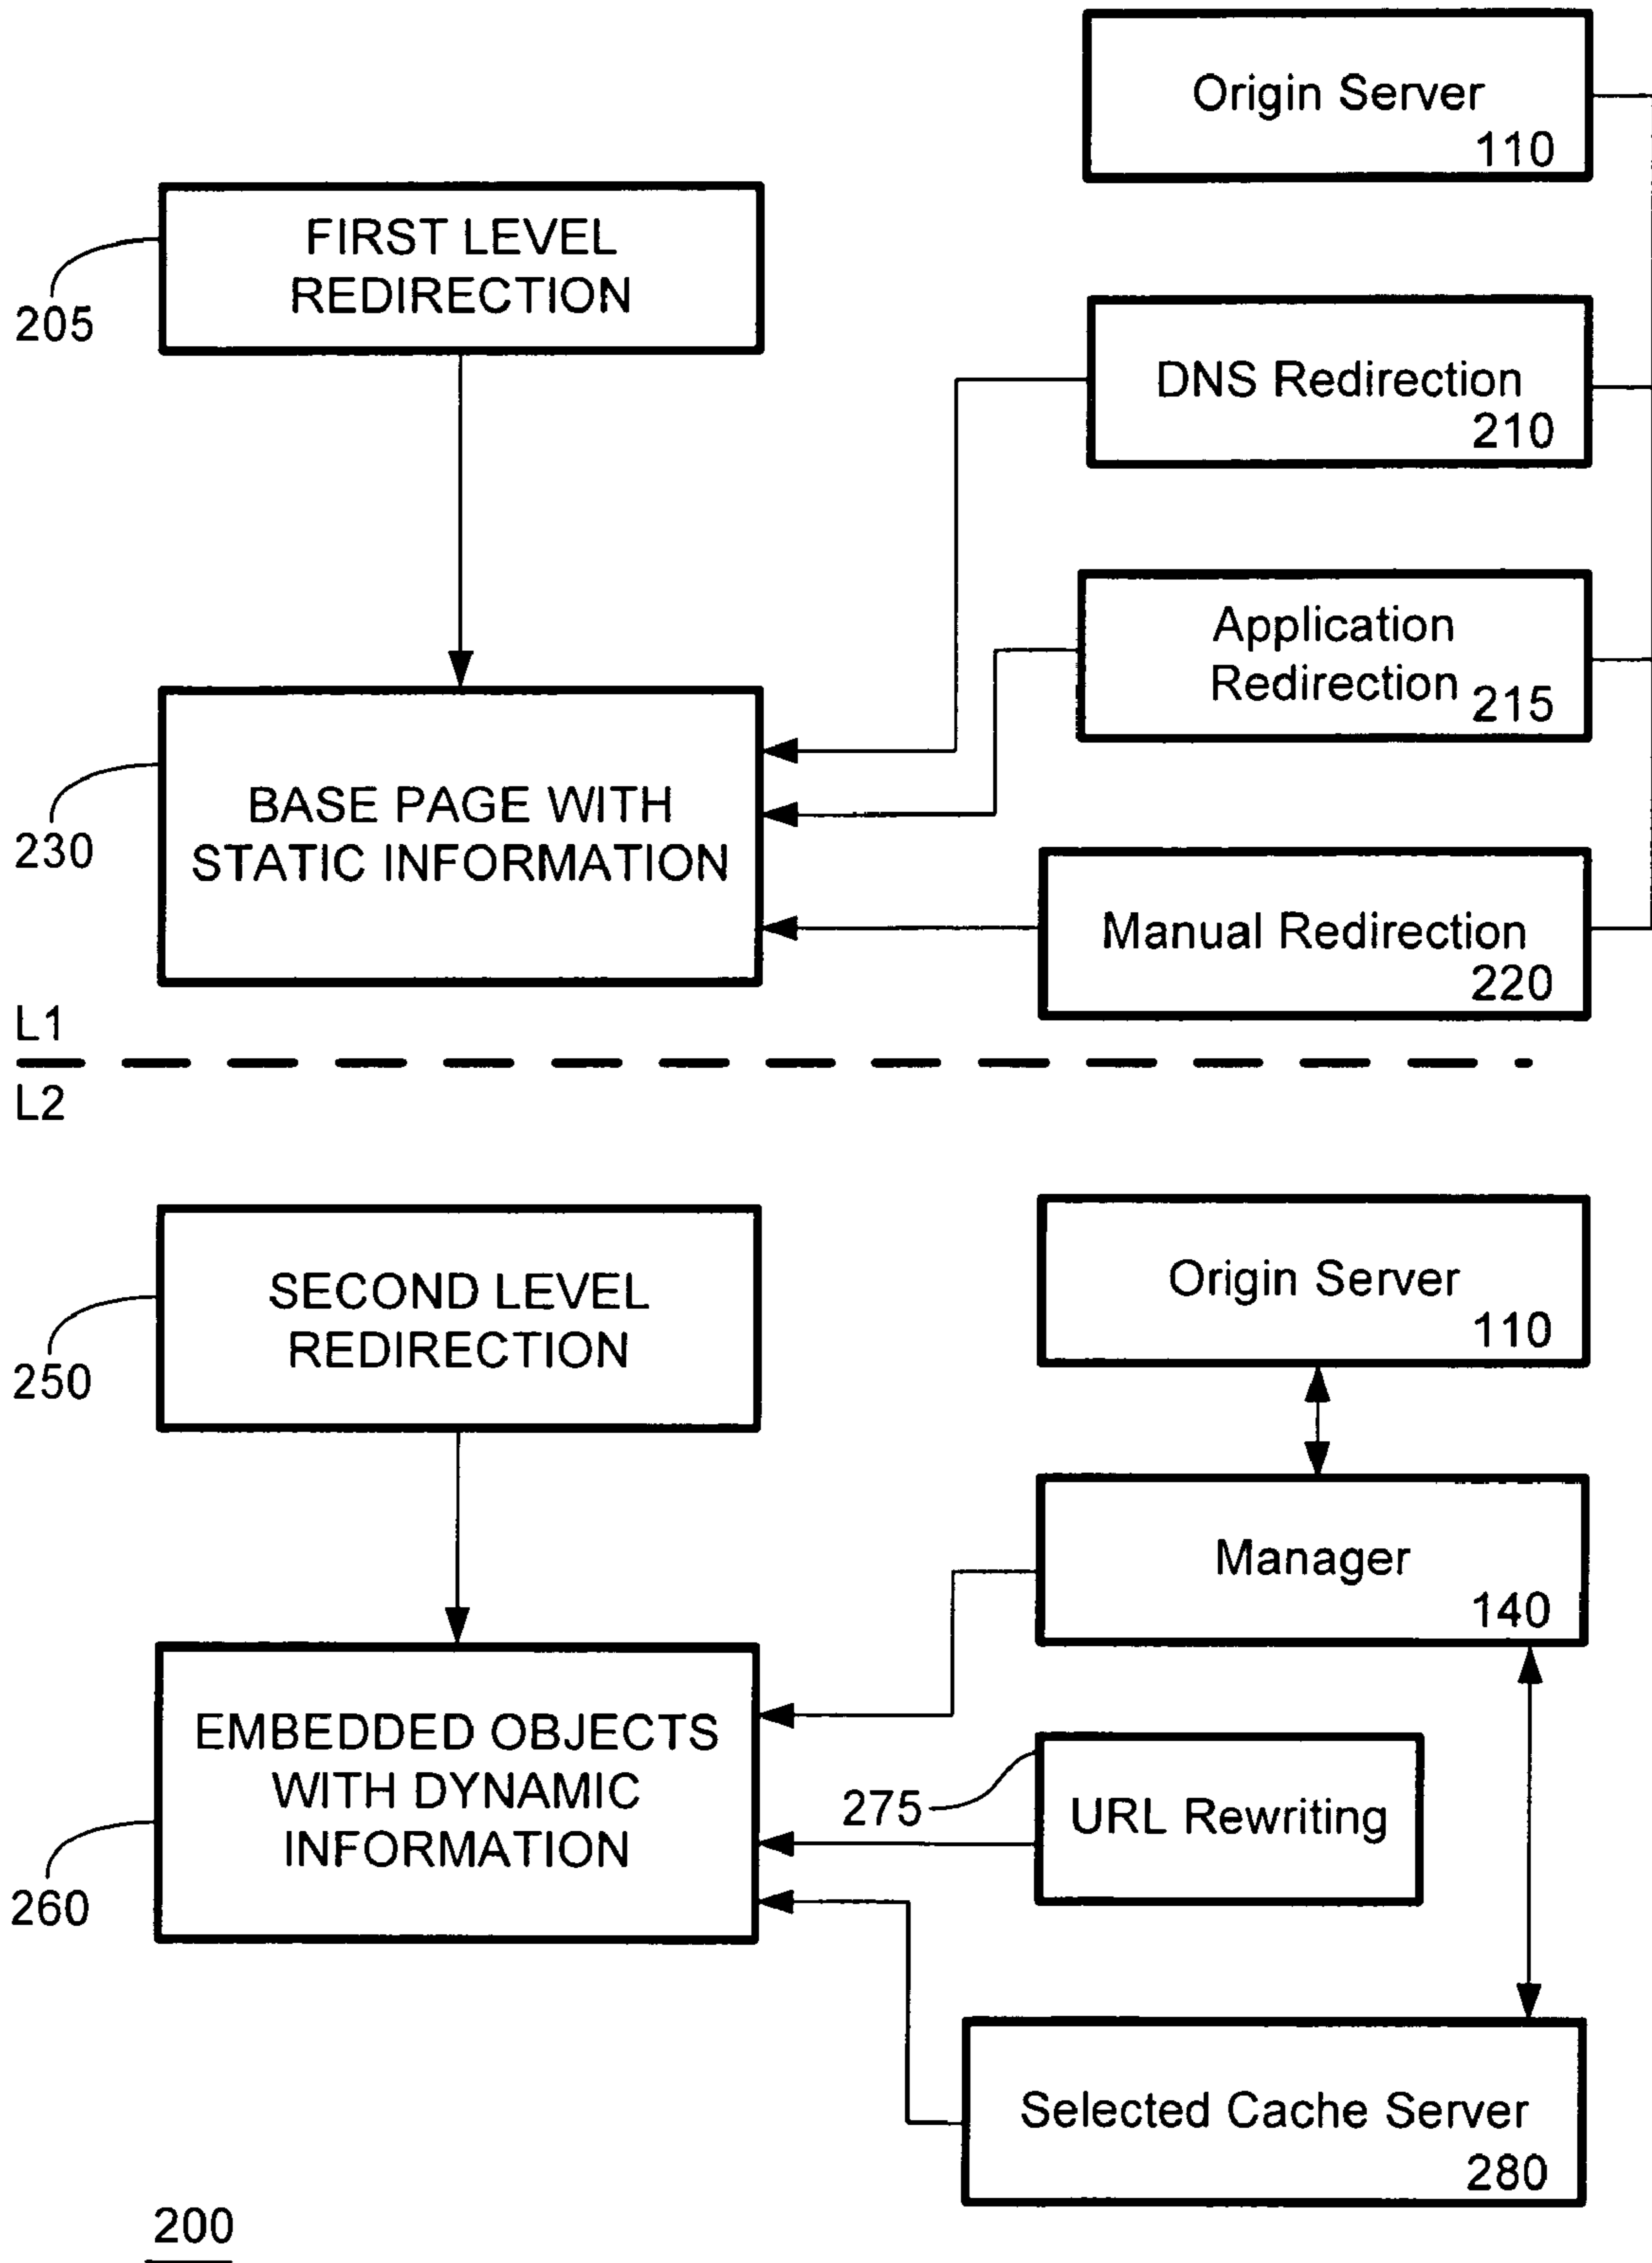 Origin Server
110
FIRST LEVEL
REDIRECTION
205
DNS Redirection
210
Application
Redirection
215
BASE PAGE WITH
STATIC INFORMATION
230
Manual Redirection
220
L1
L2
SECOND LEVEL
REDIRECTION
250
Origin Server
110
Manager
140
EMBEDDED OBJECTS
WITH DYNAMIC
INFORMATION
260
275
URL Rewriting
Selected Cache Server
280
200